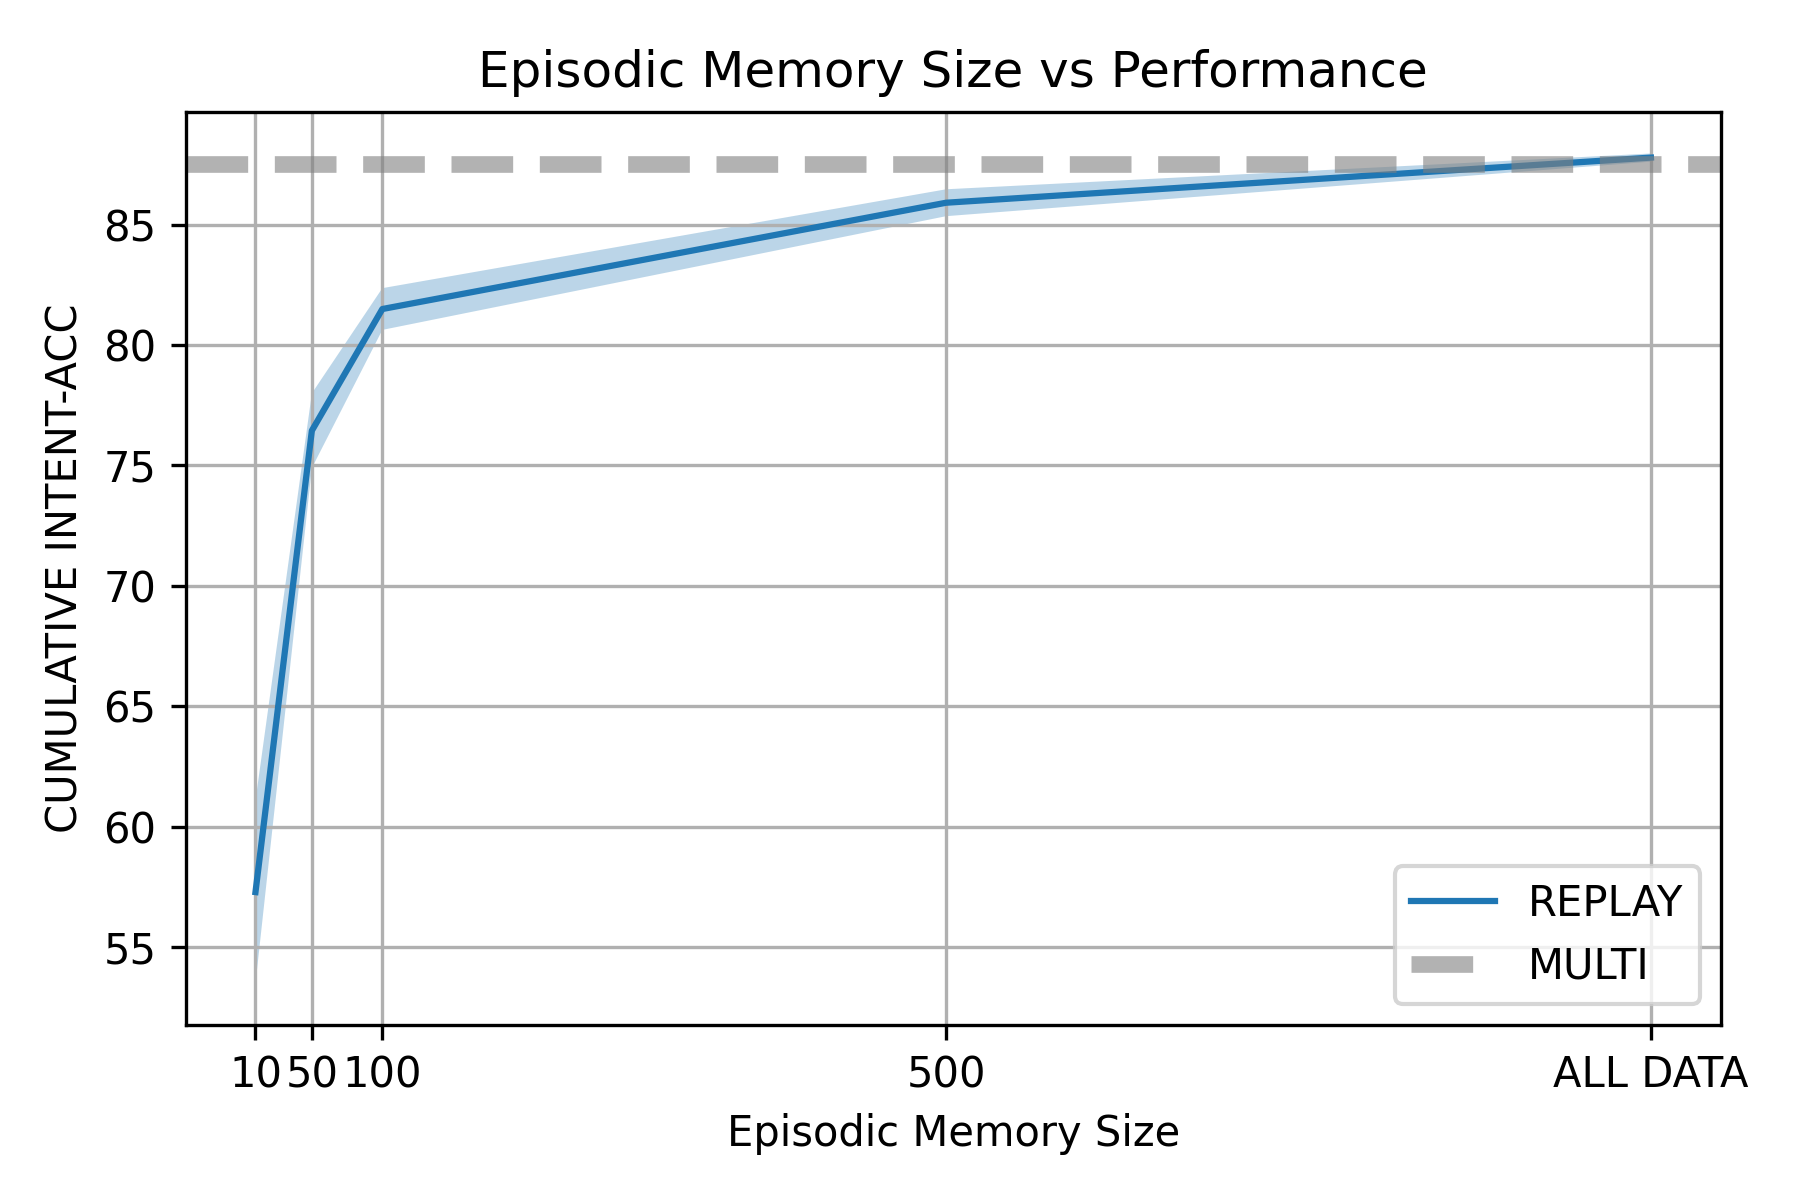 Episodic Memory Size vs Performance
CUMULATIVE INTENT-ACC
85
80
75
70
65
60
55
REPLAY
MULTI
10 50 100 500 ALL DATA
Episodic Memory Size